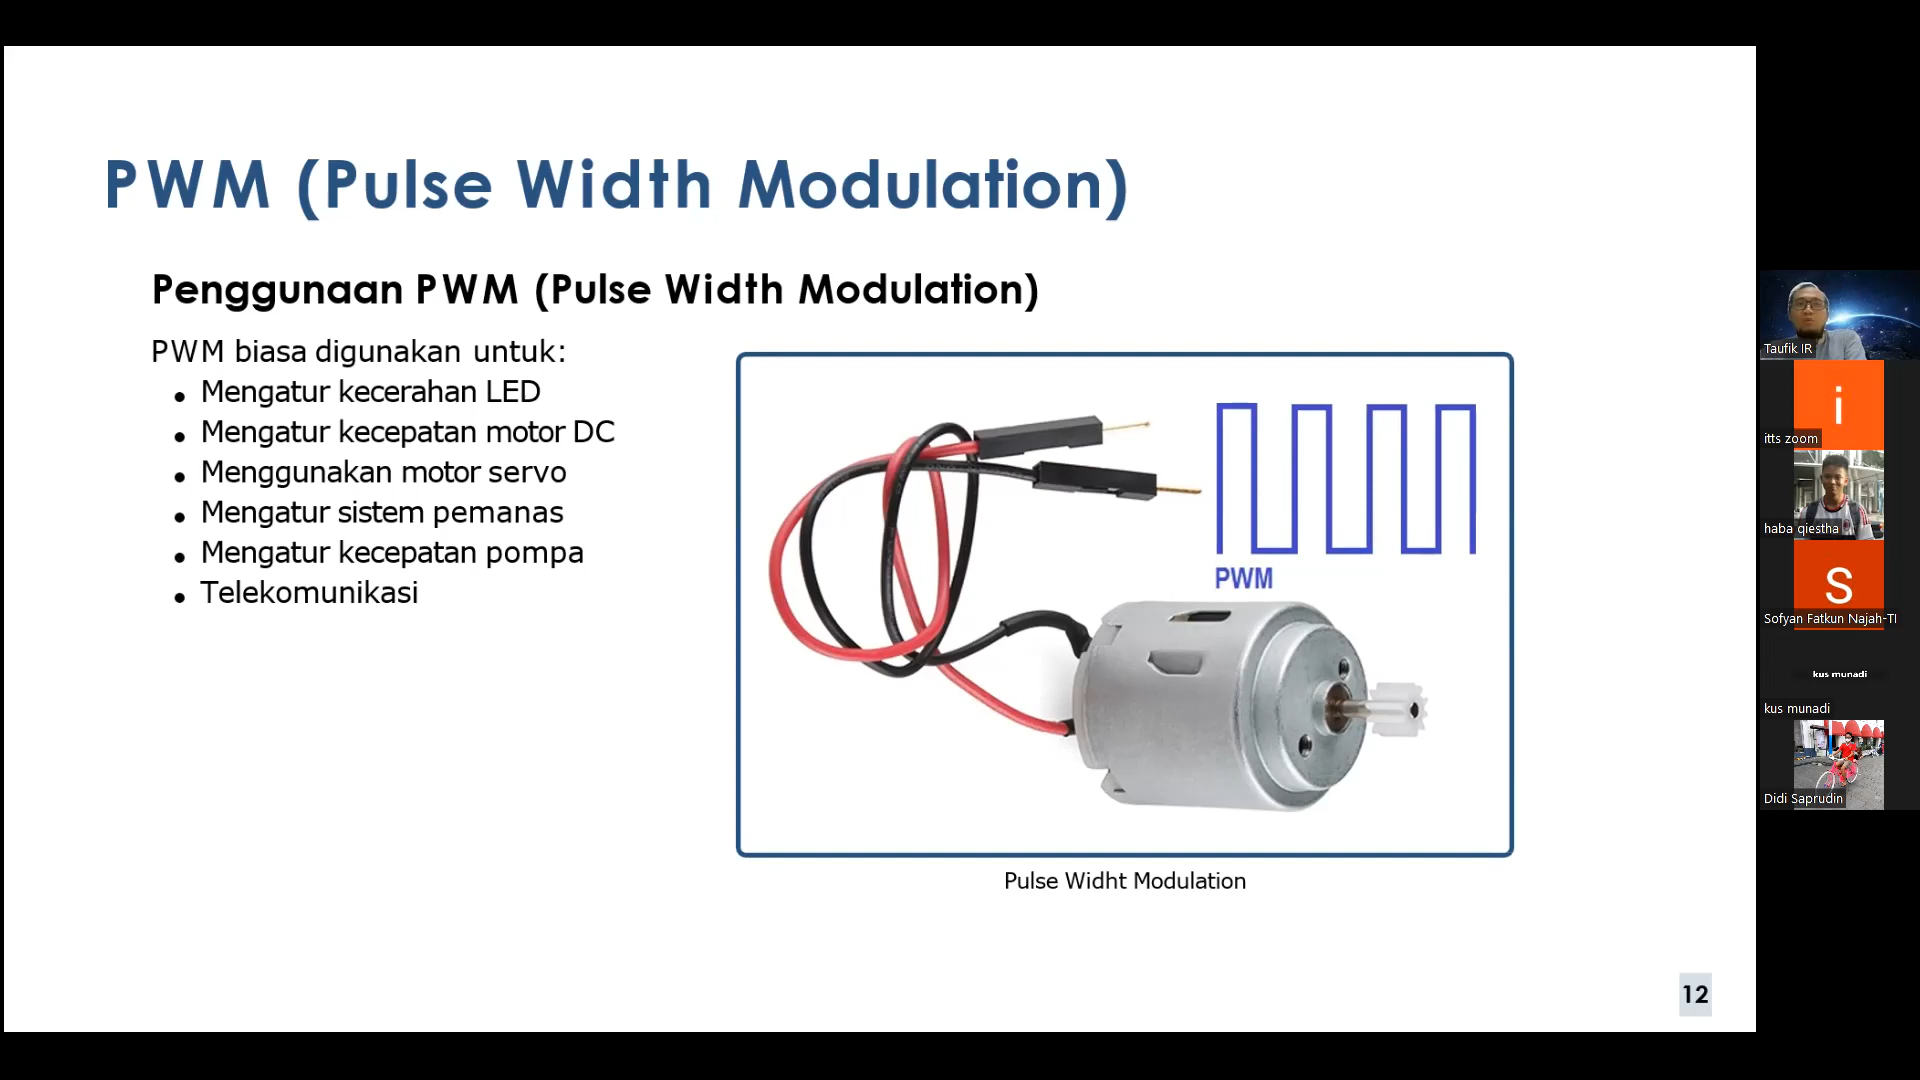 PWM (Pulse Width Modulation)
Penggunaan PWM (Pulse Width Modulation)
PWM biasa digunakan untuk:
• Mengatur kecerahan LED
• Mengatur kecepatan motor DC
• Menggunakan motor servo
• Mengatur sistem pemanas
• Mengatur kecepatan pompa
• Telekomunikasi
PWM
Pulse Widht Modulation
12
Taufik IR
i
itts zoom
haba qiestha
S
Sofyan Fatkun Najah-TI
kus munadi
kus munadi
Didi Saprudin